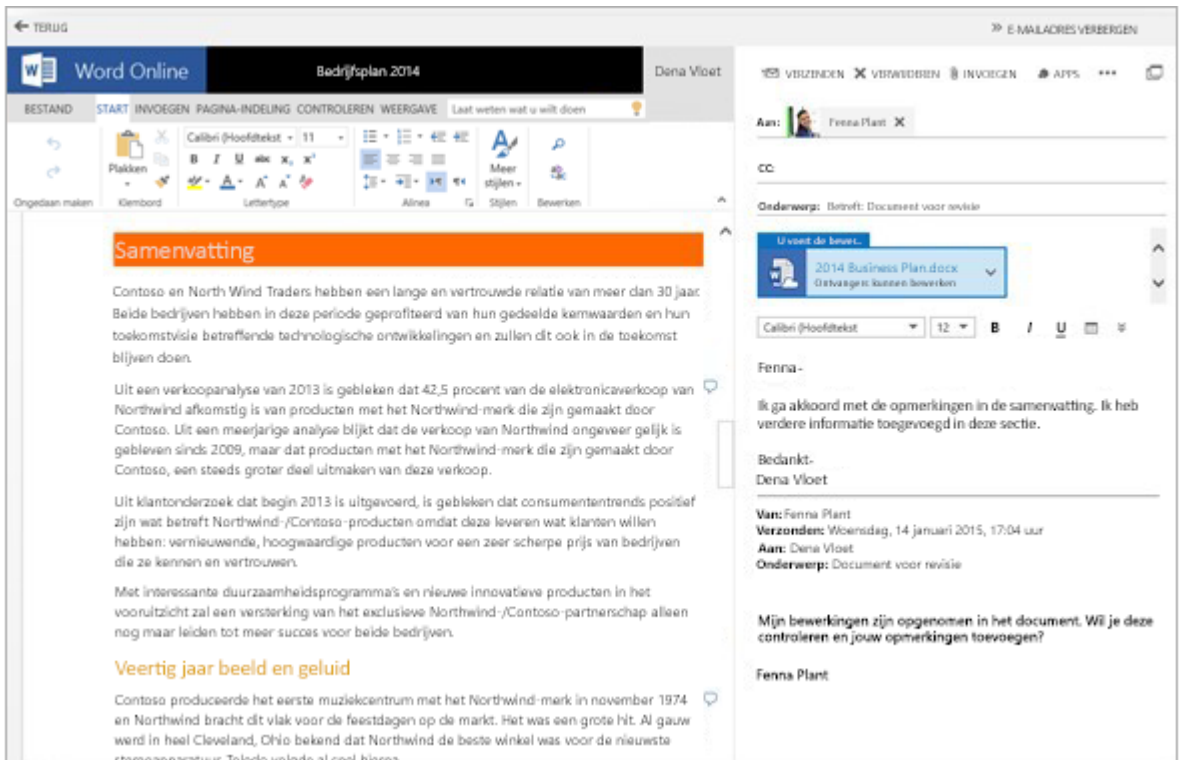 TERUG
E-MAILADRES VERBERGEN
Word Online
Bedrijfsplan 2014
Dena Vloet
BESTAND START INVOEGEN PAGINA-INDELING CONTROLEREN WEERGAVE Laat weten wat u wilt doen
Plakken
Calibri (Hoofdtekst 11
Meer
stijlen
Ongedaan maken Klembord Lettertype Alinea Stijlen Bewerken
Samenvatting
Contoso en North Wind Traders hebben een lange en vertrouwde relatie van meer dan 30 jaar.
Beide bedrijven hebben in deze periode geprofiteerd van hun gedeelde kernwaarden en hun
toekomstvisie betreffende technologische ontwikkelingen en zullen dit ook in de toekomst
blijven doen.
Uit een verkoopanalyse van 2013 is gebleken dat 42,5 procent van de elektronicaverkoop van
Northwind afkomstig is van producten met het Northwind-merk die zijn gemaakt door
Contoso. Uit een meerjarige analyse blijkt dat de verkoop van Northwind ongeveer gelijk is
gebleven sinds 2009, maar dat producten met het Northwind-merk die zijn gemaakt door
Contoso, een steeds groter deel uitmaken van deze verkoop.
Uit klantonderzoek dat begin 2013 is uitgevoerd, is gebleken dat consumententrends positief
zijn wat betreft Northwind-/Contoso-producten omdat deze leveren wat klanten willen
hebben: vernieuwende, hoogwaardige producten voor een zeer scherpe prijs van bedrijven
die ze kennen en vertrouwen.
Met interessante duurzaamheidsprogramma's en nieuwe innovatieve producten in het
vooruitzicht zal een versterking van het exclusieve Northwind-/Contoso-partnerschap alleen
nog maar leiden tot meer succes voor beide bedrijven.
Veertig jaar beeld en geluid
Contoso produceerde het eerste muziekcentrum met het Northwind-merk in november 1974
en Northwind bracht dit vlak voor de feestdagen op de markt. Het was een grote hit. Al gauw
werd in heel Cleveland, Ohio bekend dat Northwind de beste winkel was voor de nieuwste
VERZENDEN VERWIJDEREN INVOEGEN APPS
Aan: Fenna Plant
CC:
Onderwerp: Betreft: Document voor revisie
U voert de bewer...
2014 Business Plan.docx
Ontvangers kunnen bewerken
Calibri (Hoofdtekst 12 B I U
Fenna-
Ik ga akkoord met de opmerkingen in de samenvatting. Ik heb
verdere informatie toegevoegd in deze sectie.
Bedankt-
Dena Vloet
Van: Fenna Plant
Verzonden: Woensdag, 14 januari 2015, 17:04 uur
Aan: Dena Vloet
Onderwerp: Document voor revisie
Mijn bewerkingen zijn opgenomen in het document. Wil je deze
controleren en jouw opmerkingen toevoegen?
Fenna Plant